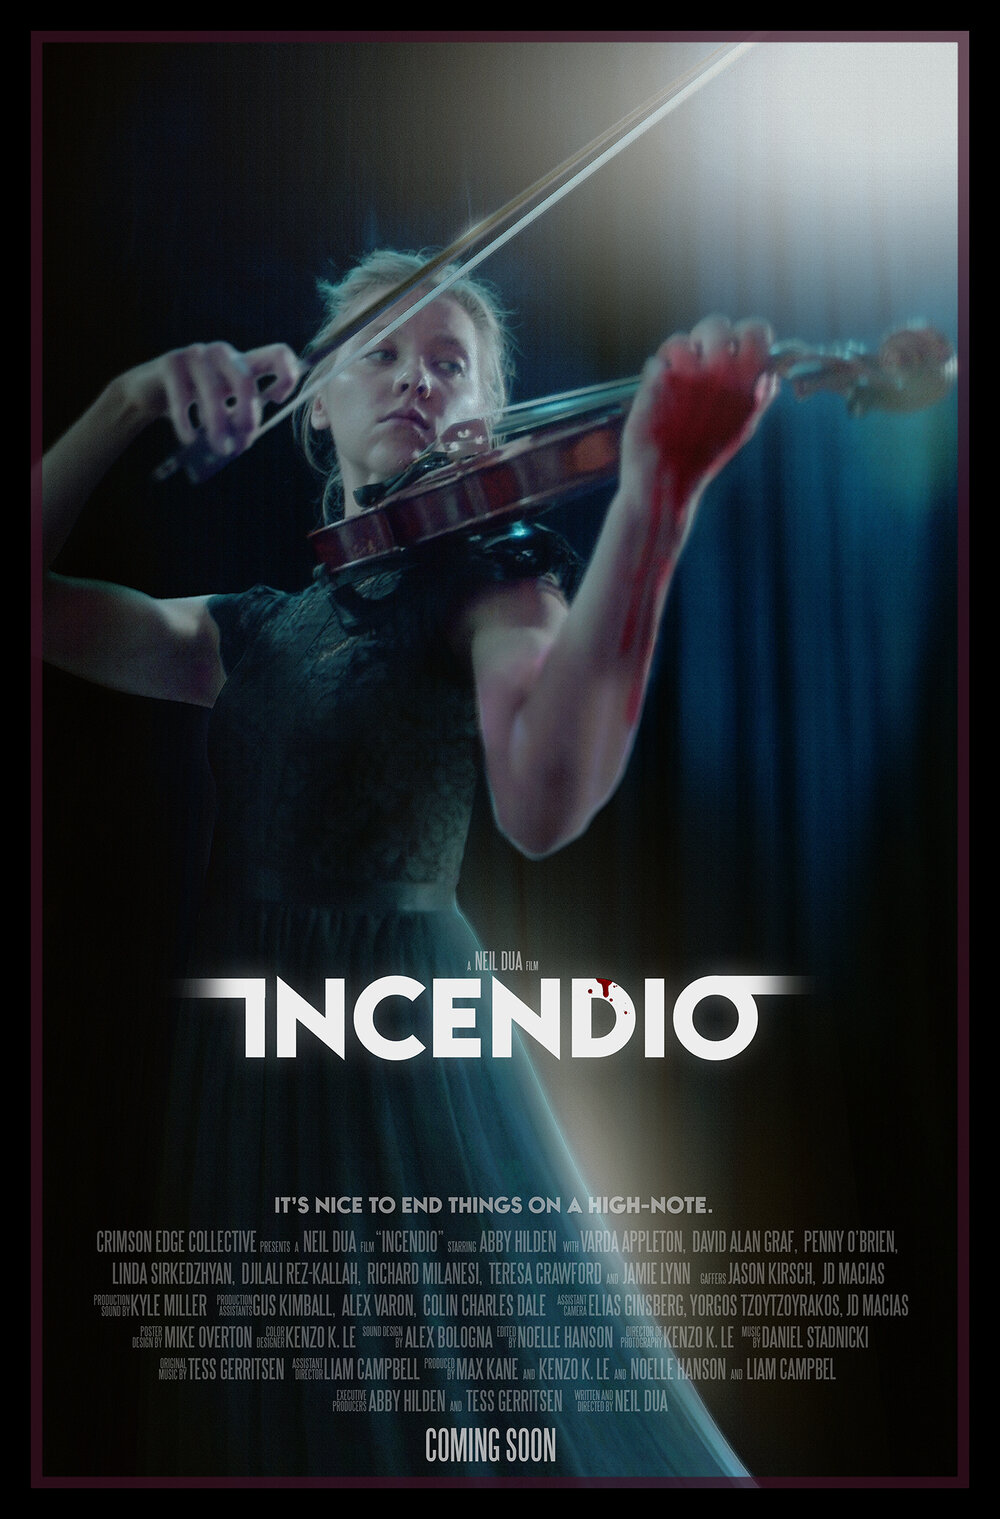 A NEIL DUA FILM
INCENDIO
IT'S NICE TO END THINGS ON A HIGH-NOTE.
CRIMSON EDGE COLLECTIVE PRESENTS A NEIL DUA FILM "INCENDIO" STARRING ABBY HILDEN WITH VARDA APPLETON, DAVID ALAN GRAF, PENNY O'BRIEN,
LINDA SIRKEDZHYAN, DJILALI REZ-KALLAH, RICHARD MILANESI, TERESA CRAWFORD AND JAMIE LYNN GAFFERS JASON KIRSCH, JD MACIAS
PRODUCTION SOUND BY KYLE MILLER PRODUCTION ASSISTANTS GUS KIMBALL, ALEX VARON, COLIN CHARLES DALE ASSISTANT CAMERA ELIAS GINSBERG, YORGOS TZOYTZOYRAKOS, JD MACIAS
POSTER DESIGN BY MIKE OVERTON COLOR DESIGNER KENZO K. LE SOUND DESIGN BY ALEX BOLOGNA EDITED BY NOELLE HANSON DIRECTOR OF PHOTOGRAPHY KENZO K. LE MUSIC BY DANIEL STADNICKI
ORIGINAL MUSIC BY TESS GERRITSEN ASSISTANT DIRECTOR LIAM CAMPBELL PRODUCED BY MAX KANE AND KENZO K. LE AND NOELLE HANSON AND LIAM CAMPBEL
EXECUTIVE PRODUCERS ABBY HILDEN AND TESS GERRITSEN WRITTEN AND DIRECTED BY NEIL DUA
COMING SOON